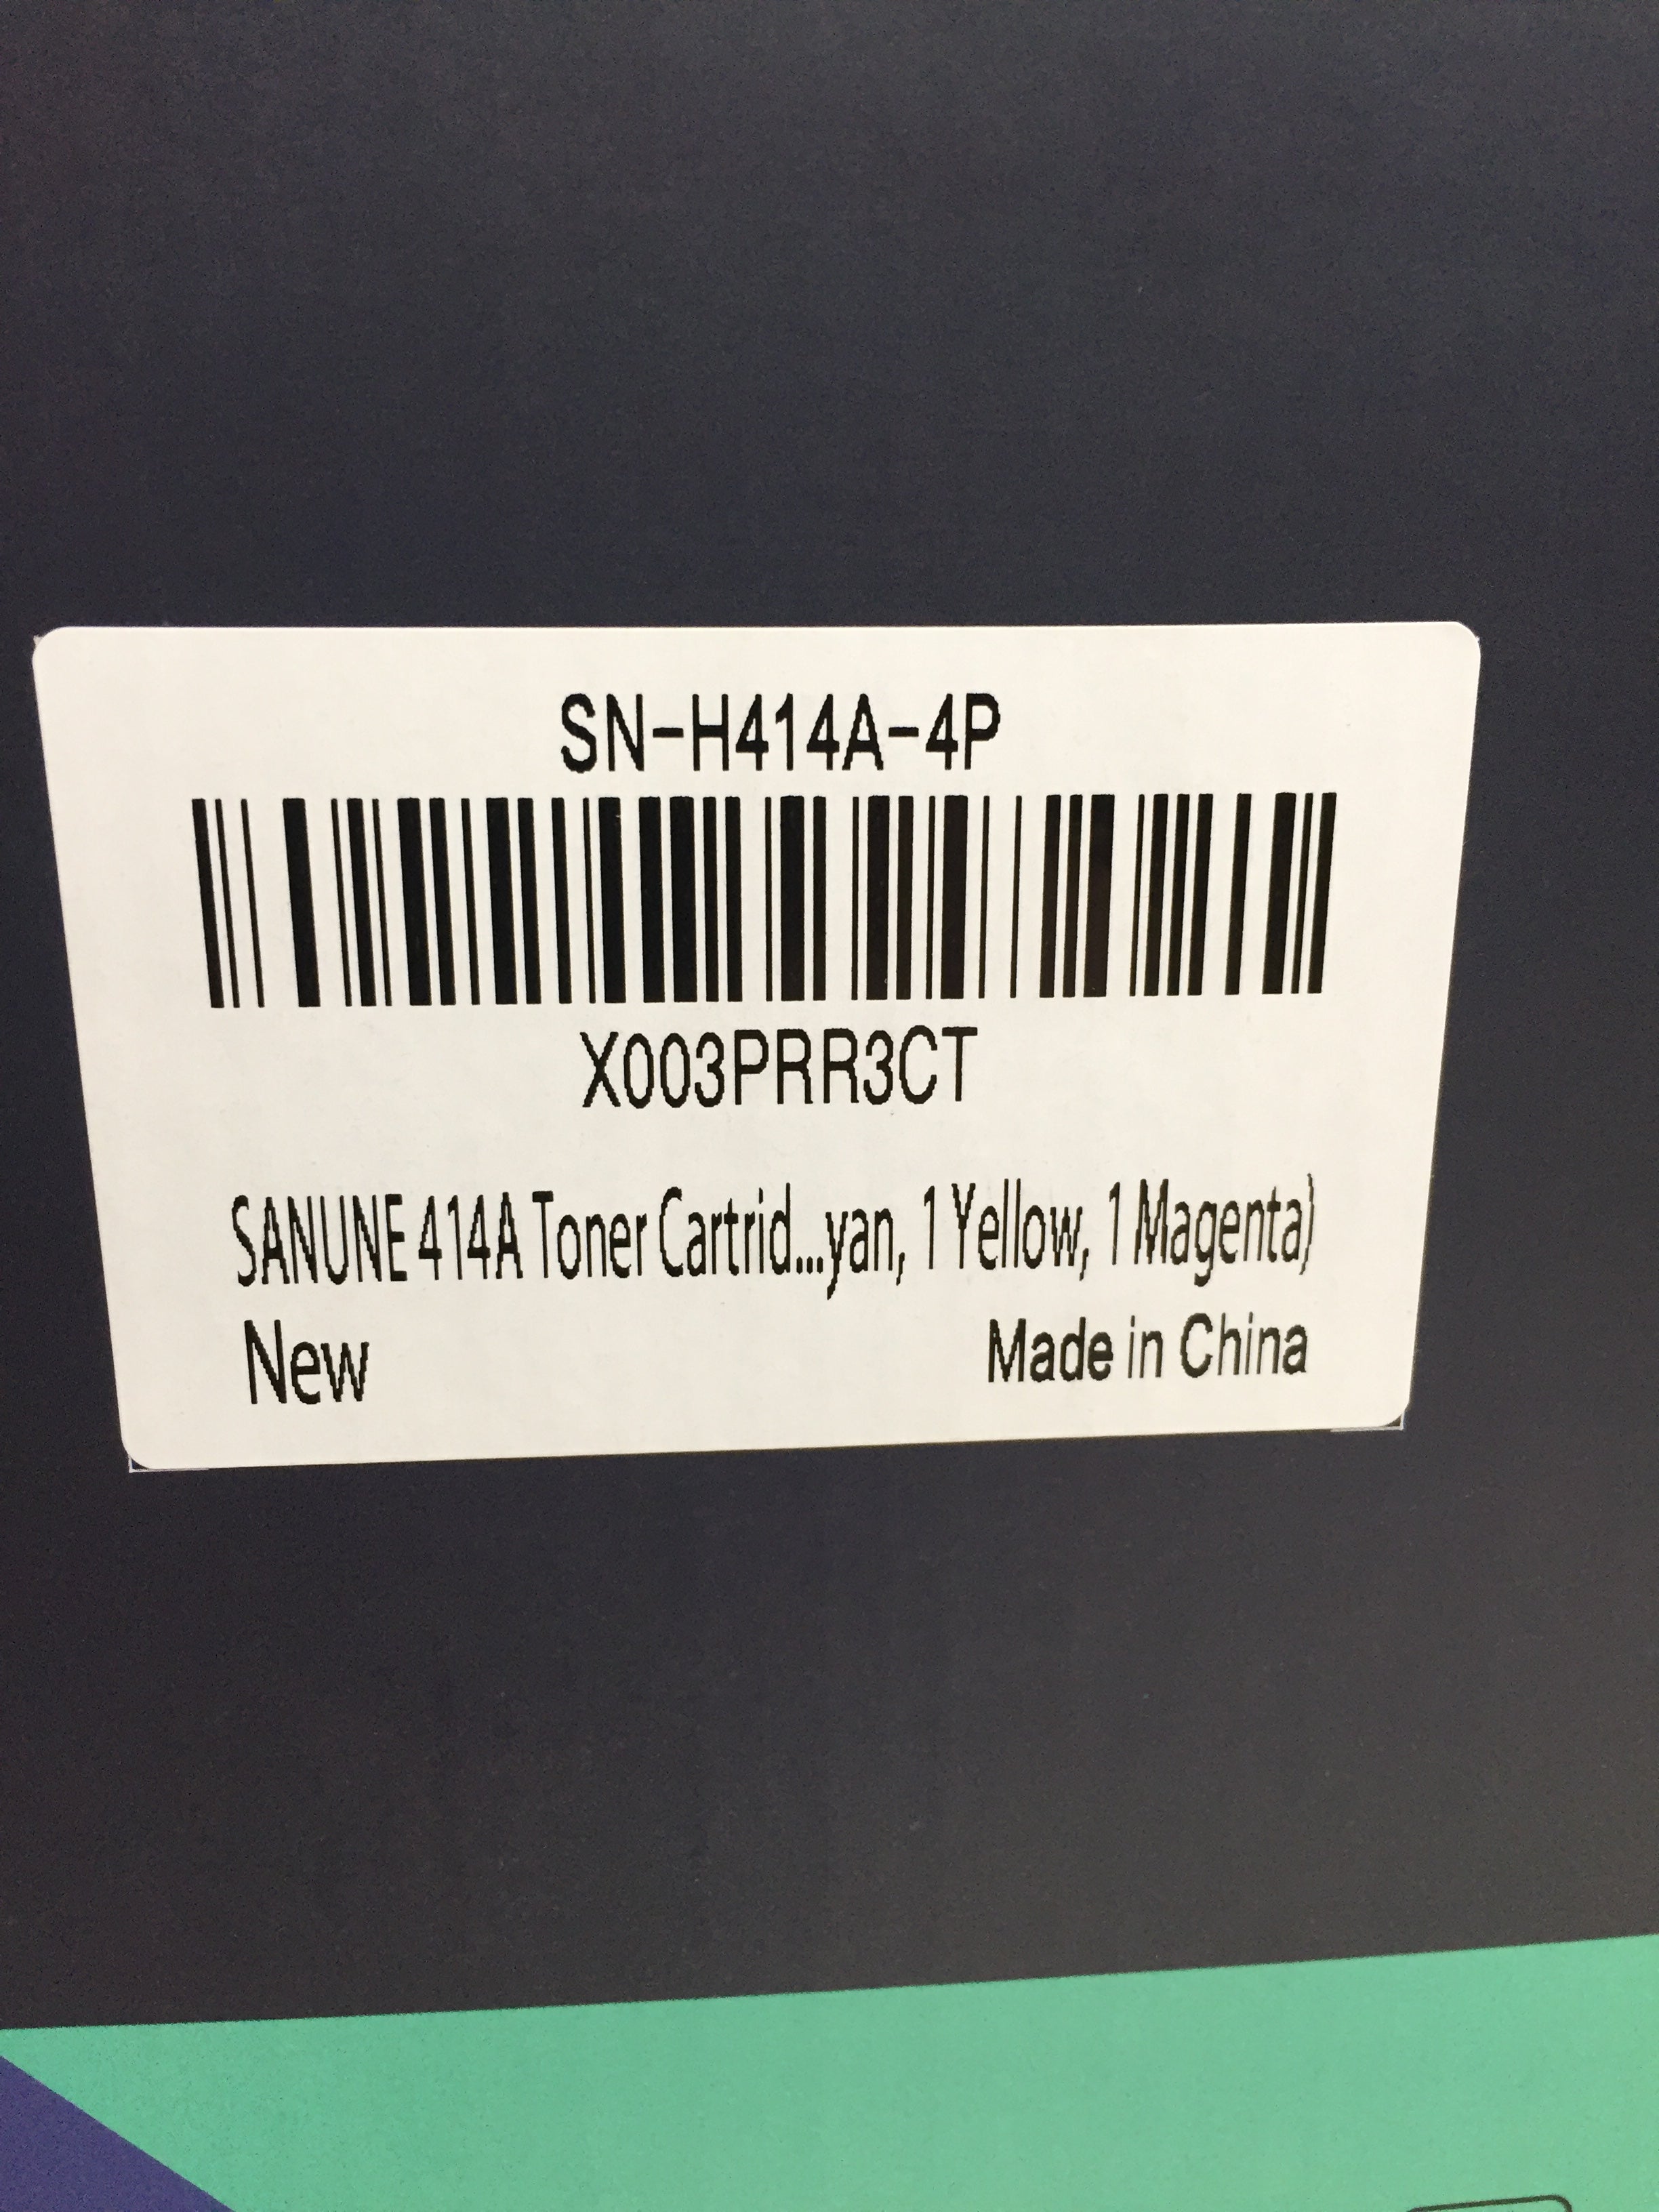 SN-H414A-4P
X003PRR3CT
SANUNE 414A Toner Cartrid...yan, 1 Yellow, 1 Magenta)
New
Made in China